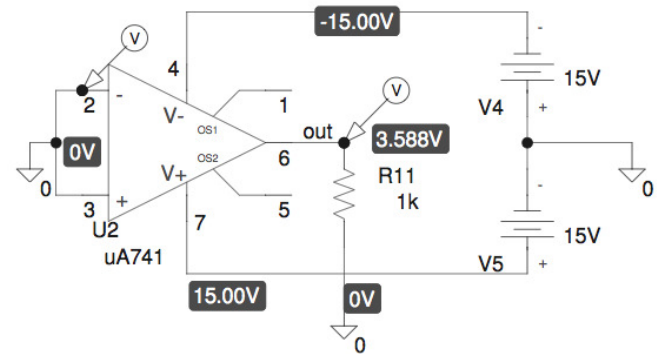 -15.00V
-
V
4
15V
2
-
1
V-
V
V4
+
OS1
out
0V
3.588V
6
0
OS2
0
V+
R11
-
3
+
5
1k
U2
7
15V
uA741
V5
+
15.00V
0V
0